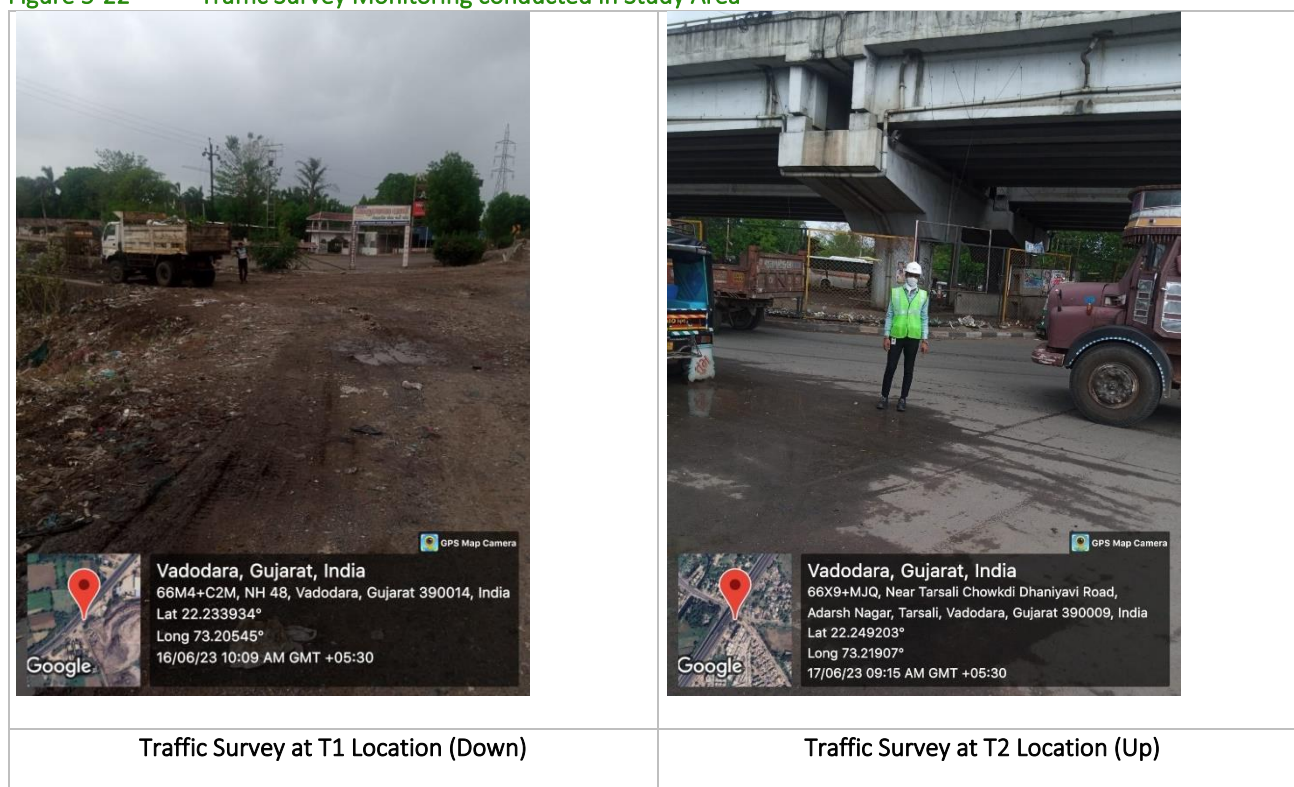 Figure 3-22 Traffic Survey Monitoring conducted in Study Area
GPS Map Camera
Vadodara, Gujarat, India
66M4+C2M, NH 48, Vadodara, Gujarat 390014, India
Lat 22.233934°
Long 73.20545°
16/06/23 10:09 AM GMT +05:30
Google
GPS Map Camera
Vadodara, Gujarat, India
66X9+MJQ, Near Tarsali Chowkdi Dhaniyavi Road,
Adarsh Nagar, Tarsali, Vadodara, Gujarat 390009, India
Lat 22.249203°
Long 73.21907°
17/06/23 09:15 AM GMT +05:30
Google
Traffic Survey at T1 Location (Down)
Traffic Survey at T2 Location (Up)